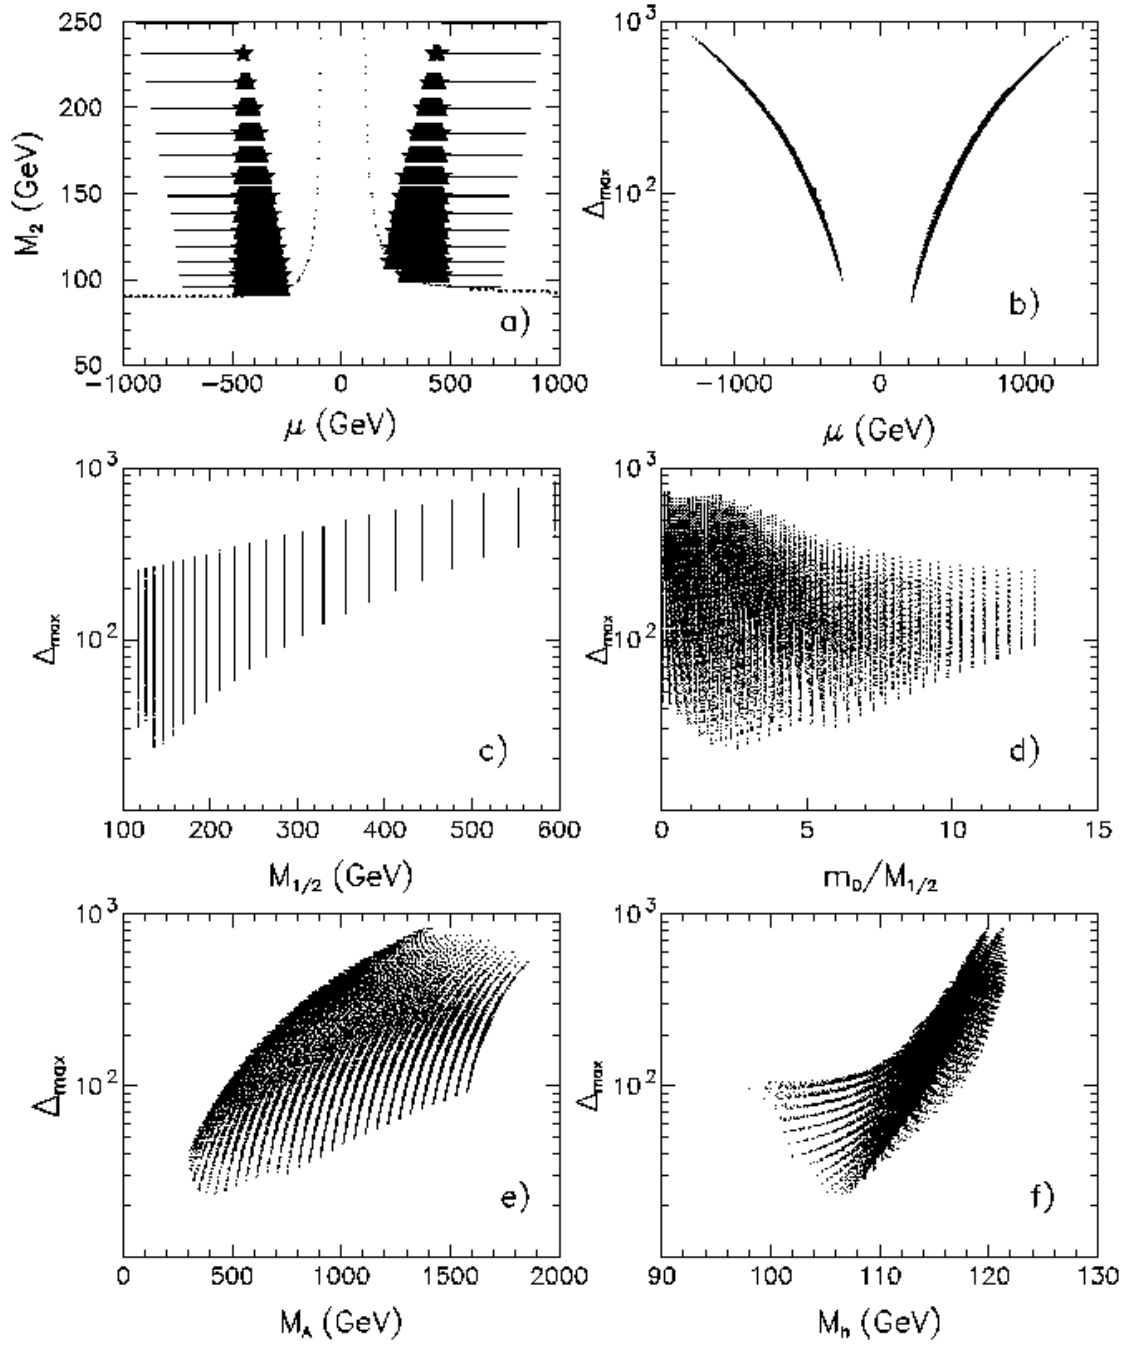 250
200
150
100
50
M₂ (GeV)
a)
−1000 −500 0 500 1000
μ (GeV)
10³
10²
Δmax
b)
−1000 0 1000
μ (GeV)
10³
10²
Δmax
c)
100 200 300 400 500 600
M₁/₂ (GeV)
10³
10²
Δmax
d)
0 5 10 15
m₀/M₁/₂
10³
10²
Δmax
e)
0 500 1000 1500 2000
M_A (GeV)
10³
10²
Δmax
f)
90 100 110 120 130
M_h (GeV)